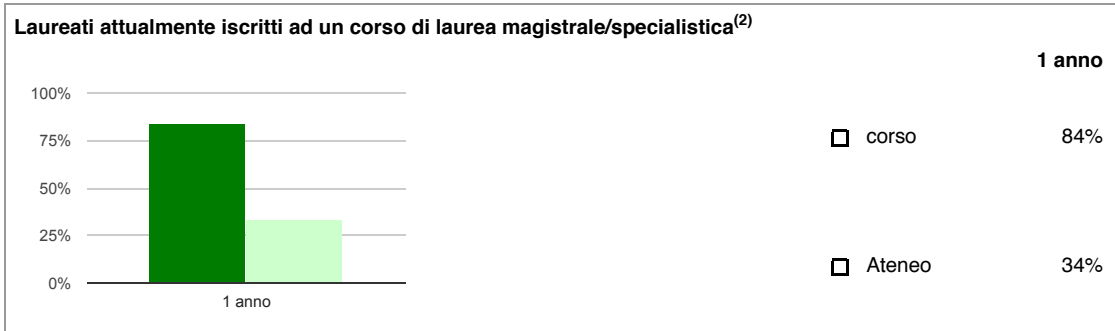 Laureati attualmente iscritti ad un corso di laurea magistrale/specialistica(2)
1 anno
100%
75%
50%
25%
0%
1 anno
corso 84%
Ateneo 34%